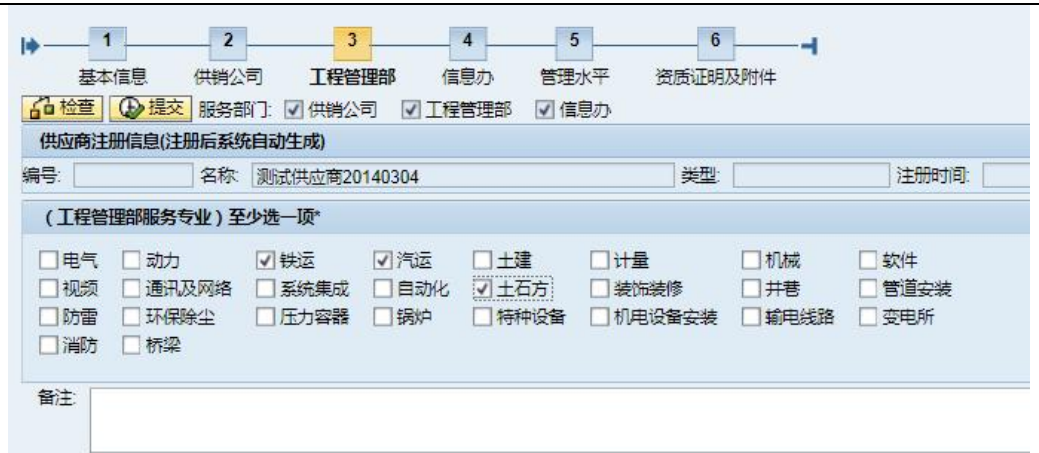 1 2 3 4 5 6
基本信息 供销公司 工程管理部 信息办 管理水平 资质证明及附件
检查 提交 服务部门: 供销公司 工程管理部 信息办
供应商注册信息(注册后系统自动生成)
编号: 名称: 测试供应商20140304 类型: 注册时间:
（工程管理部服务专业）至少选一项*
电气 动力 铁运 汽运 土建 计量 机械 软件
视频 通讯及网络 系统集成 自动化 土石方 装饰装修 井巷 管道安装
防雷 环保除尘 压力容器 锅炉 特种设备 机电设备安装 输电线路 变电所
消防 桥梁
备注: